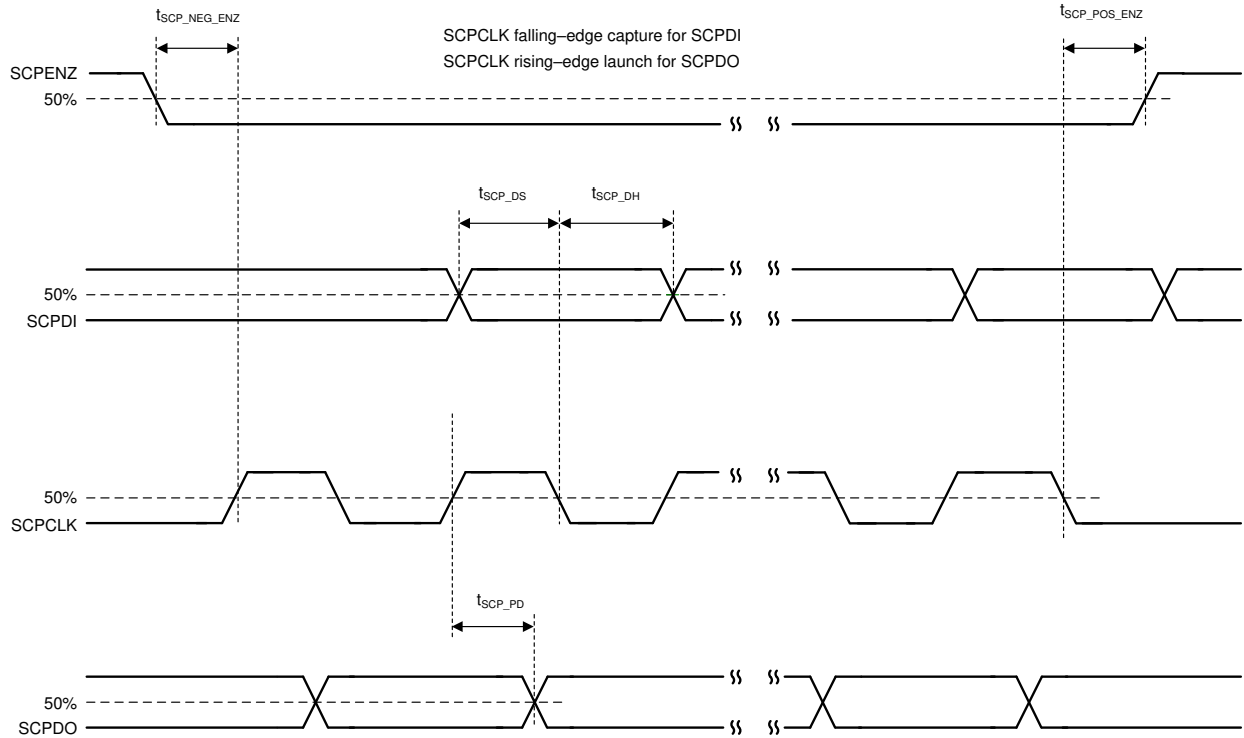 tSCP_NEG_ENZ
SCPCLK falling–edge capture for SCPDI
SCPCLK rising–edge launch for SCPDO
tSCP_POS_ENZ
SCPENZ
50%
tSCP_DS
tSCP_DH
50%
SCPDI
50%
SCPCLK
tSCP_PD
50%
SCPDO